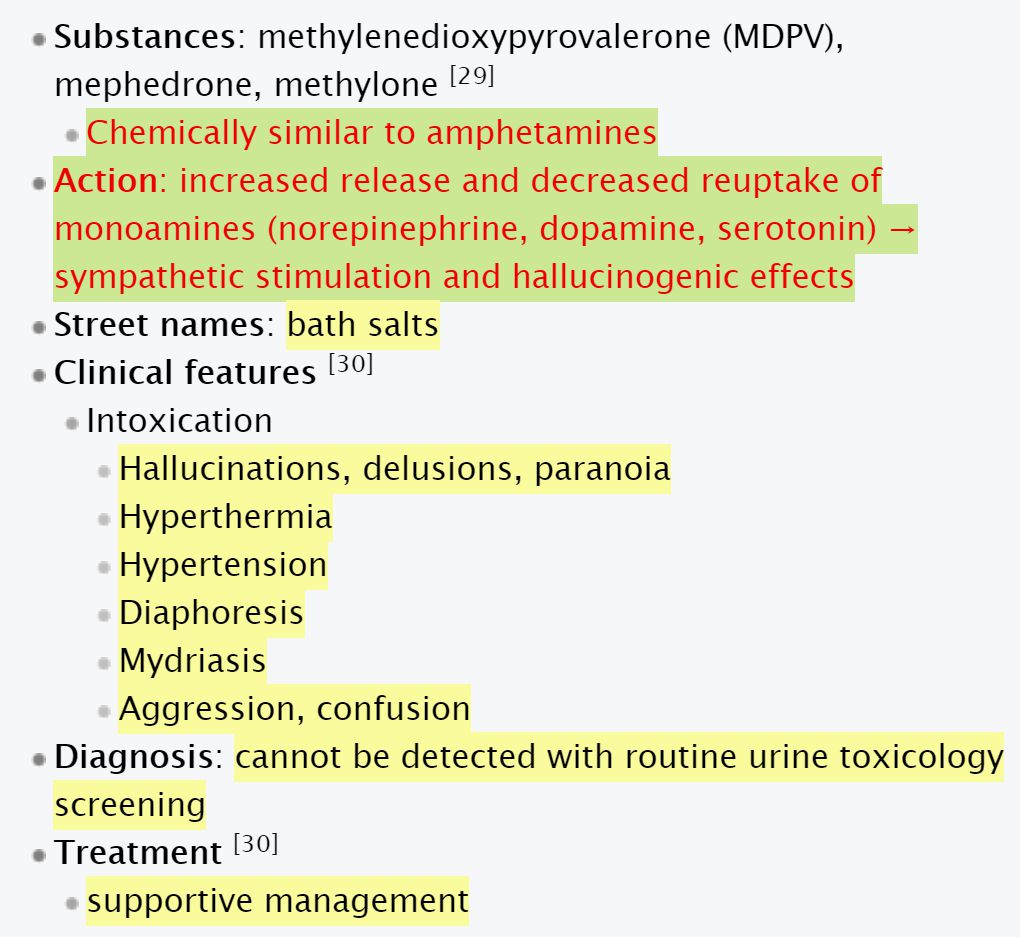 Substances: methylenedioxypyrovalerone (MDPV),
mephedrone, methylone [29]
Chemically similar to amphetamines
Action: increased release and decreased reuptake of
monoamines (norepinephrine, dopamine, serotonin) →
sympathetic stimulation and hallucinogenic effects
Street names: bath salts
Clinical features [30]
Intoxication
Hallucinations, delusions, paranoia
Hyperthermia
Hypertension
Diaphoresis
Mydriasis
Aggression, confusion
Diagnosis: cannot be detected with routine urine toxicology
screening
Treatment [30]
supportive management